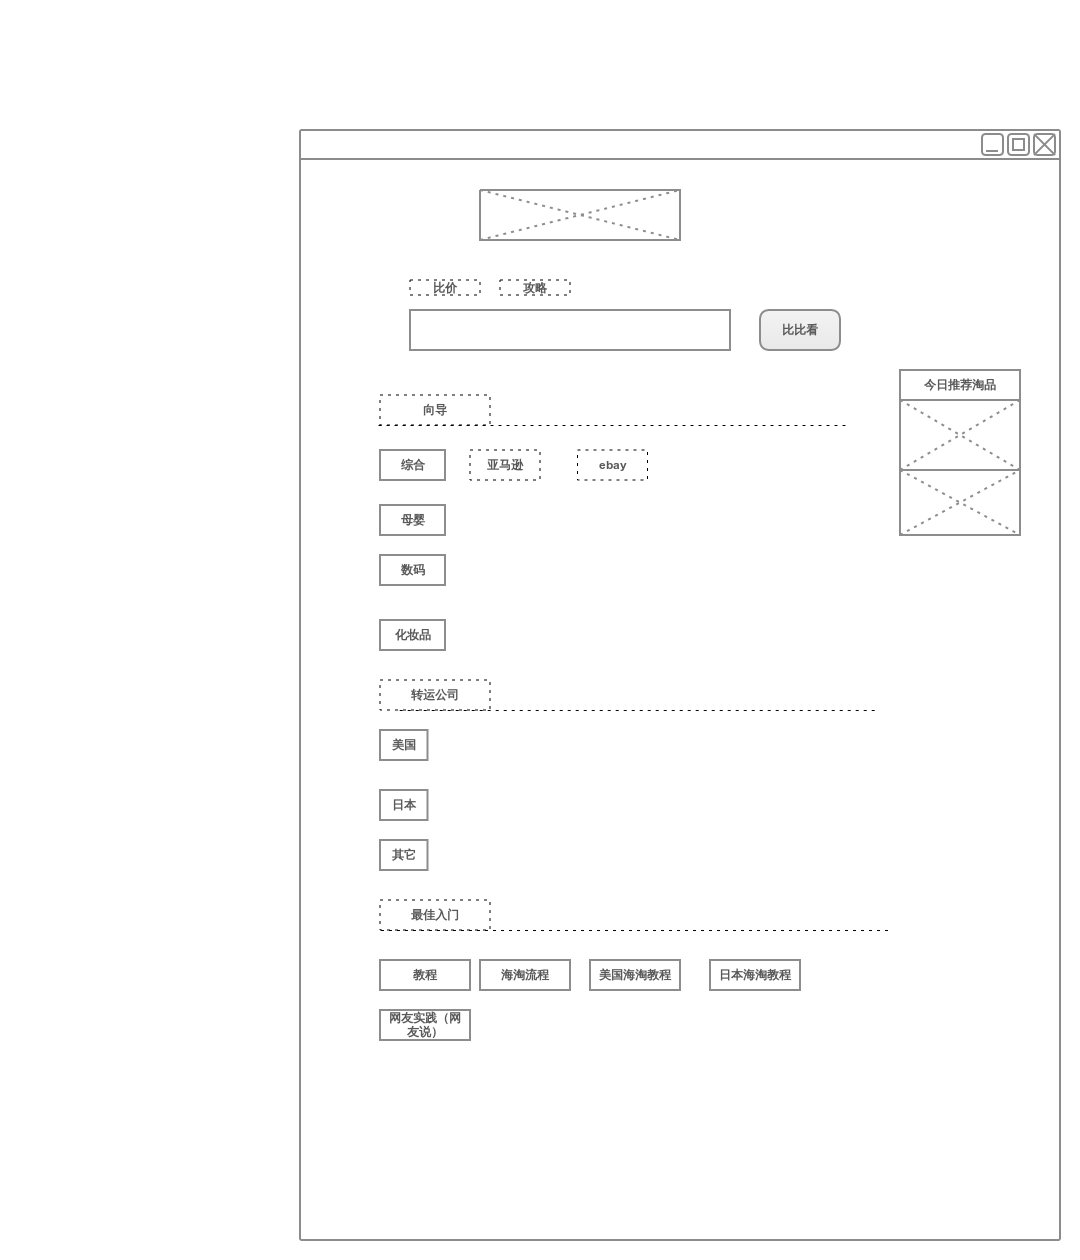 比价
攻略
比比看
今日推荐淘品
向导
综合
亚马逊
ebay
母婴
数码
化妆品
转运公司
美国
日本
其它
最佳入门
教程
海淘流程
美国海淘教程
日本海淘教程
网友实践（网
友说）